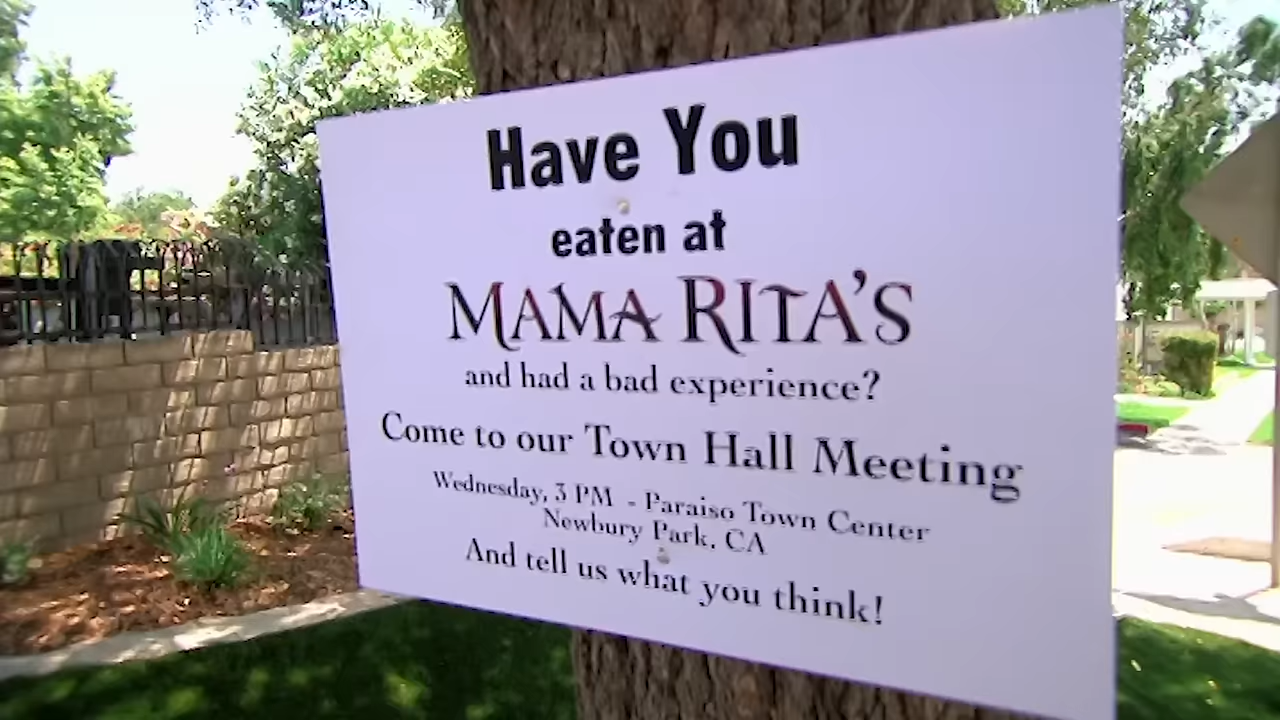 Have You
eaten at
MAMA RITA'S
and had a bad experience?
Come to our Town Hall Meeting
Wednesday, 3 PM - Paraiso Town Center
Newbury Park, CA
And tell us what you think!